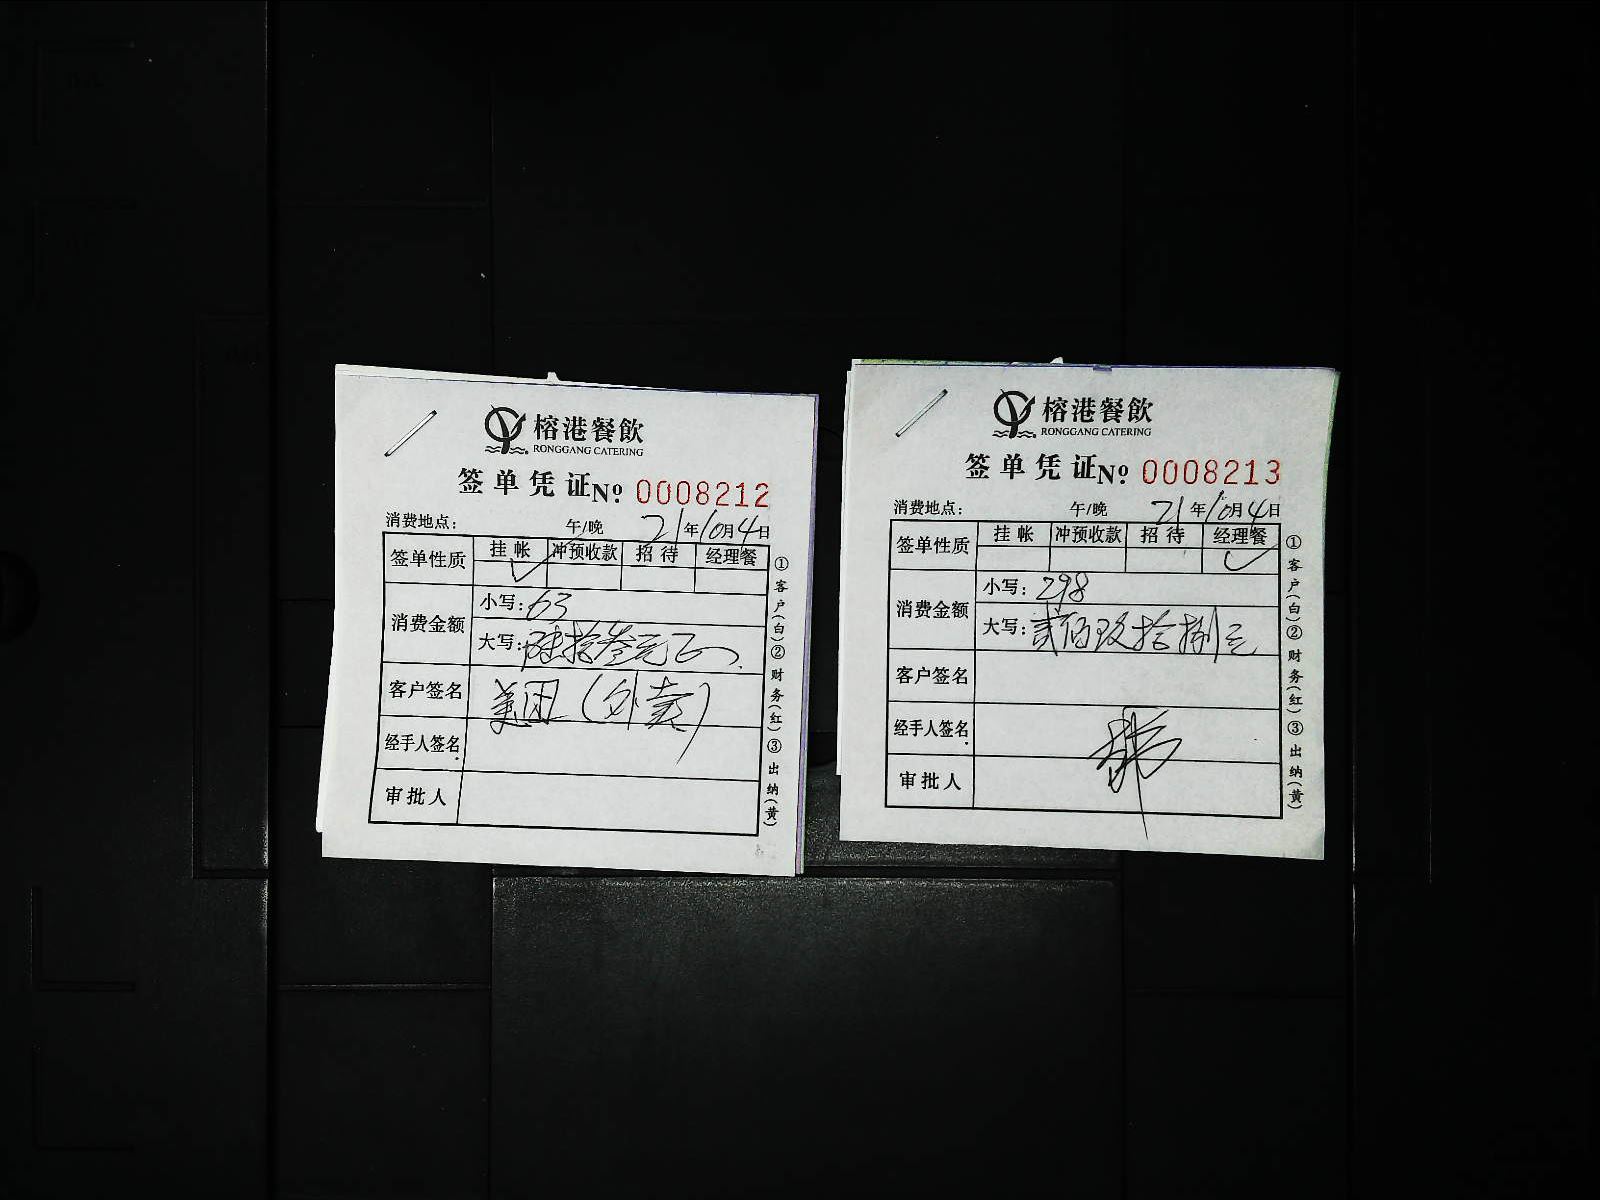 榕港餐飲
RONGGANG CATERING
签单凭证No 0008212
消费地点: 午/晚 21年10月4日
签单性质 挂帐 冲预收款 招待 经理餐
✓
消费金额 小写: 63
大写: 陆拾叁元正
客户签名 美团(外卖)
经手人签名
审批人
①客户(白)②财务(红)③出纳(黄)
榕港餐飲
RONGGANG CATERING
签单凭证No 0008213
消费地点: 午/晚 21年10月4日
签单性质 挂帐 冲预收款 招待 经理餐
✓
消费金额 小写: 298
大写: 贰佰玖拾捌元
客户签名
经手人签名
审批人
①客户(白)②财务(红)③出纳(黄)